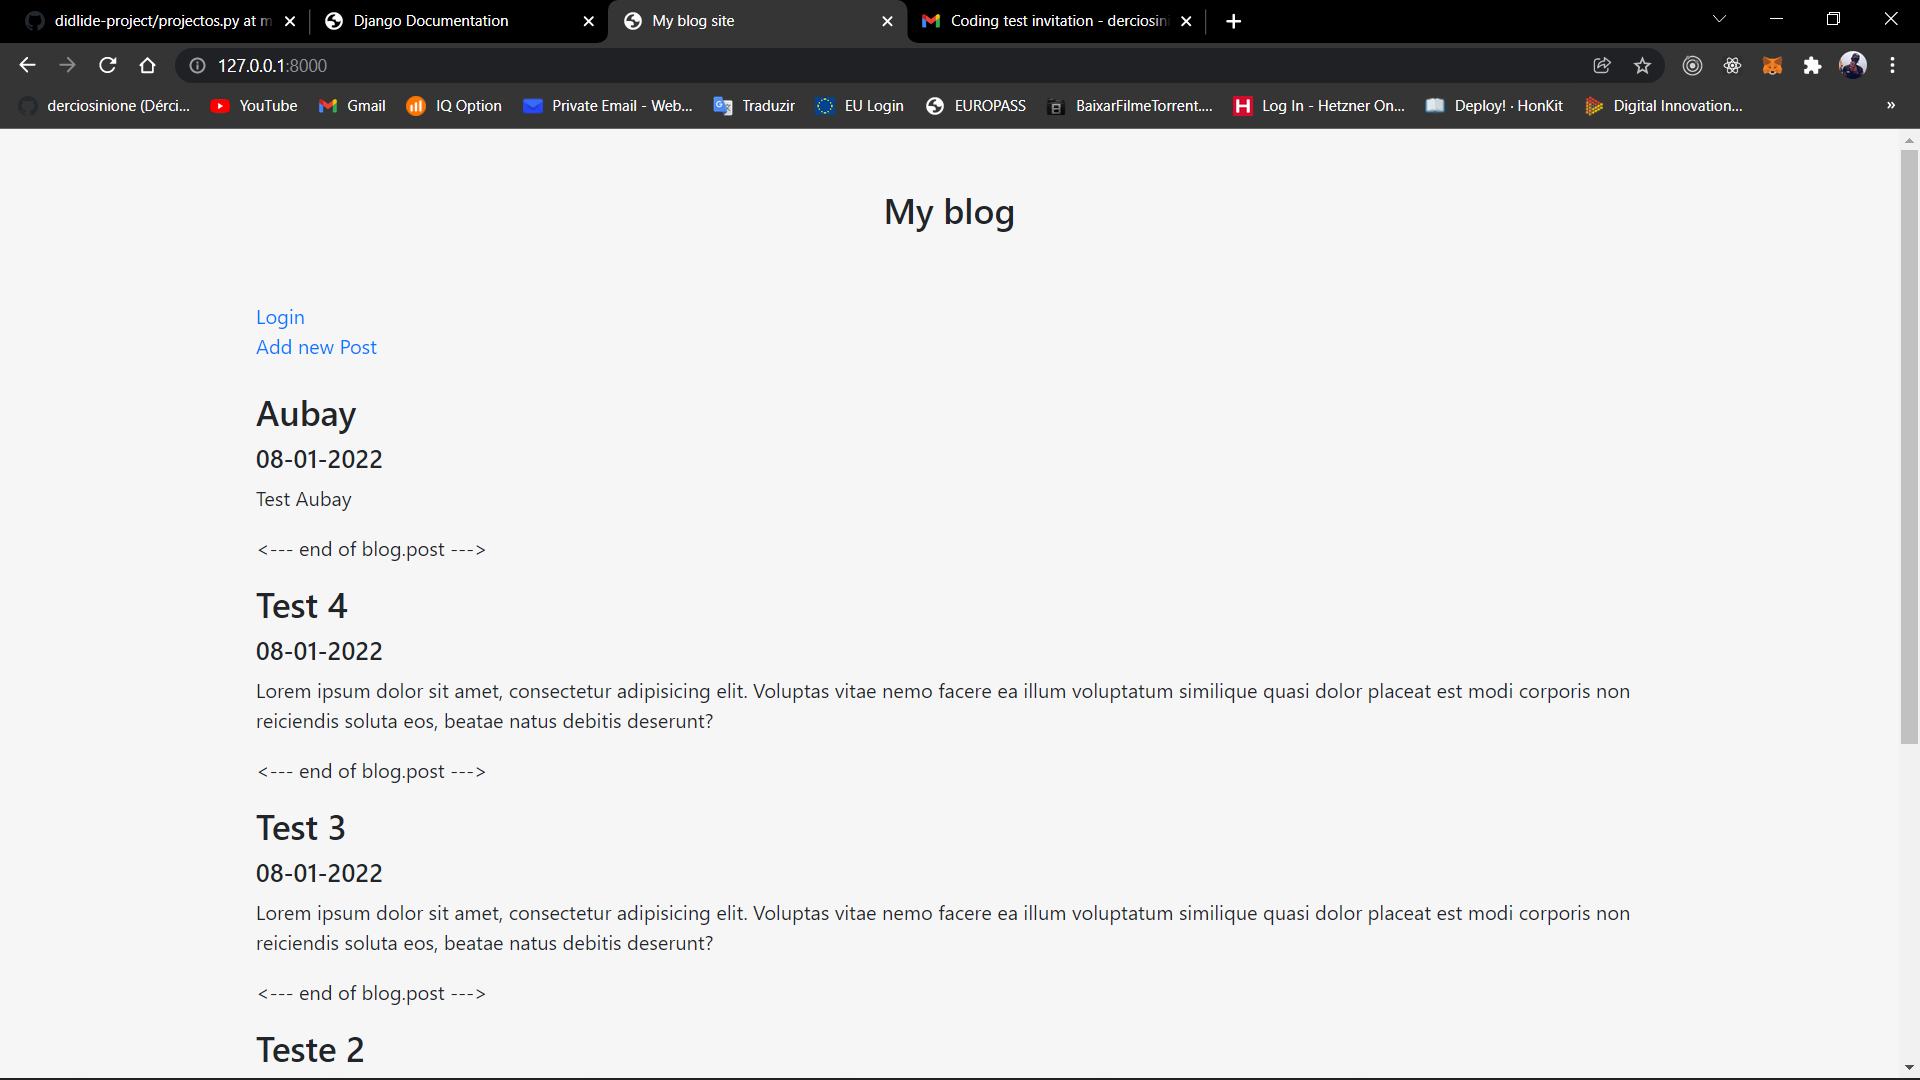 didlide-project/projectos.py at m
Django Documentation
My blog site
Coding test invitation - derciosini
127.0.0.1:8000
derciosinione (Dérci...
YouTube
Gmail
IQ Option
Private Email - Web...
Traduzir
EU Login
EUROPASS
BaixarFilmeTorrent....
Log In - Hetzner On...
Deploy! · HonKit
Digital Innovation...
»
My blog
Login
Add new Post
Aubay
08-01-2022
Test Aubay
<--- end of blog.post --->
Test 4
08-01-2022
Lorem ipsum dolor sit amet, consectetur adipisicing elit. Voluptas vitae nemo facere ea illum voluptatum similique quasi dolor placeat est modi corporis non
reiciendis soluta eos, beatae natus debitis deserunt?
<--- end of blog.post --->
Test 3
08-01-2022
Lorem ipsum dolor sit amet, consectetur adipisicing elit. Voluptas vitae nemo facere ea illum voluptatum similique quasi dolor placeat est modi corporis non
reiciendis soluta eos, beatae natus debitis deserunt?
<--- end of blog.post --->
Teste 2